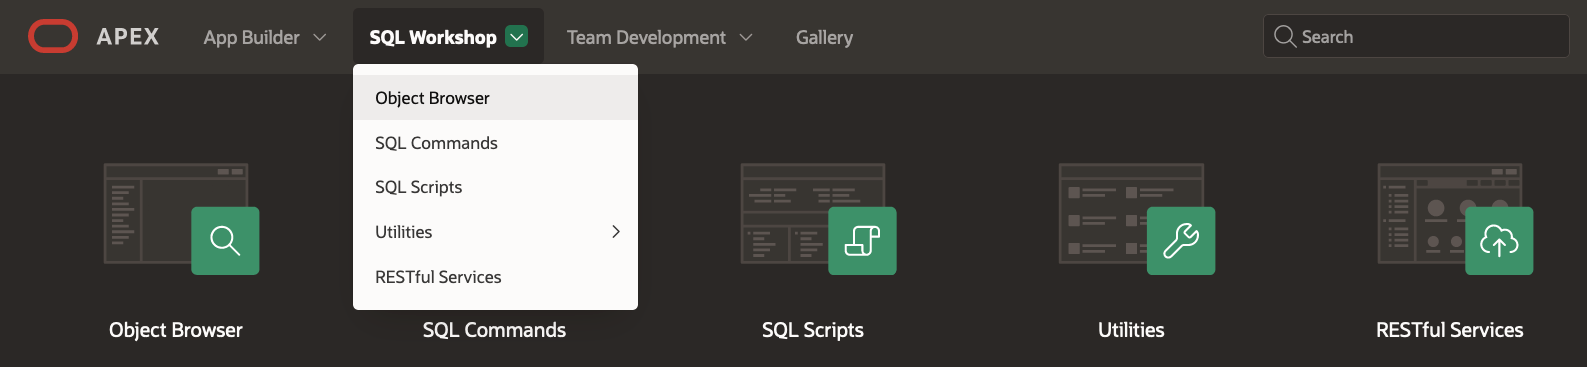 APEX App Builder SQL Workshop Team Development Gallery Search
Object Browser
SQL Commands
SQL Scripts
Utilities
RESTful Services
Object Browser SQL Commands SQL Scripts Utilities RESTful Services